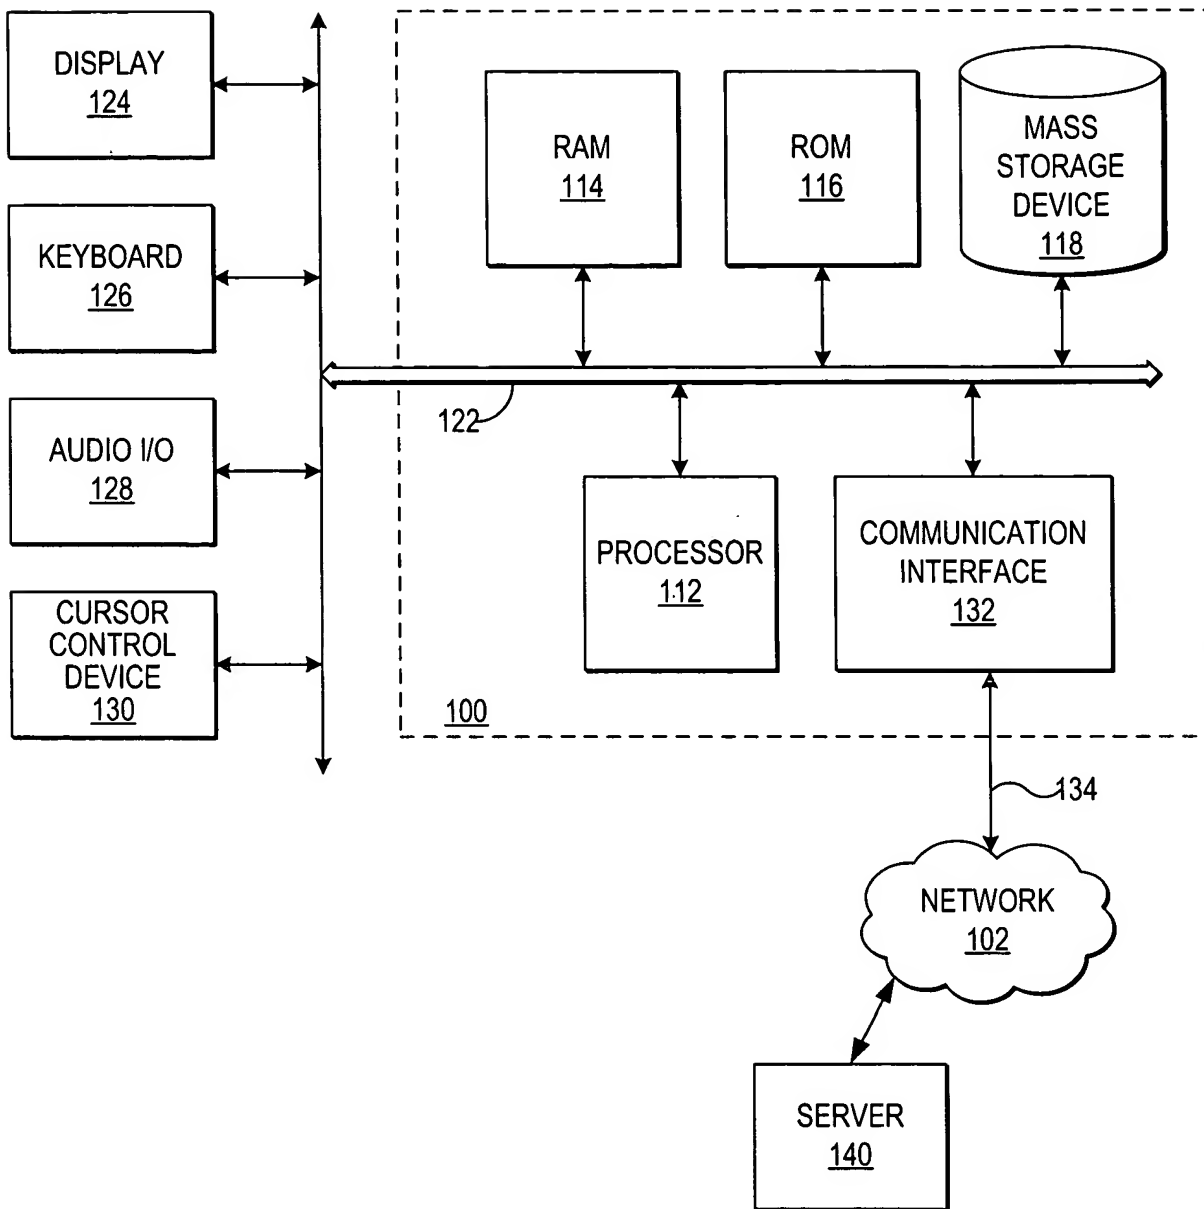 DISPLAY
124
KEYBOARD
126
AUDIO I/O
128
CURSOR
CONTROL
DEVICE
130
RAM
114
ROM
116
MASS
STORAGE
DEVICE
118
122
PROCESSOR
112
COMMUNICATION
INTERFACE
132
100
134
NETWORK
102
SERVER
140